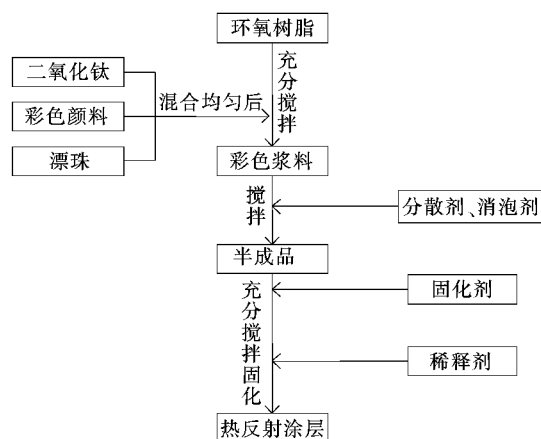 环氧树脂
二氧化钛
彩色颜料
漂珠
混合均匀后
充分搅拌
彩色浆料
搅拌
分散剂、消泡剂
半成品
固化剂
充分搅拌固化
稀释剂
热反射涂层